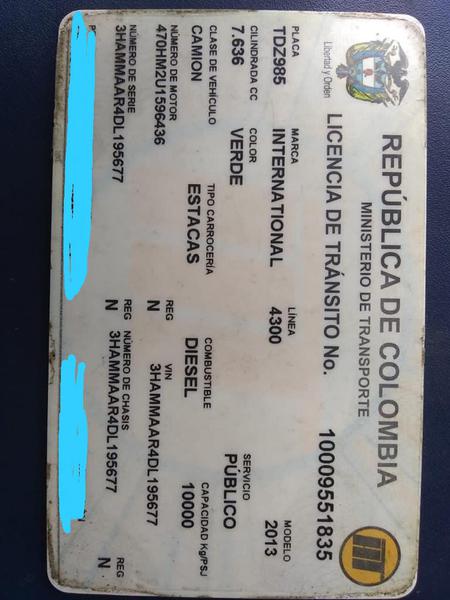 REPÚBLICA DE COLOMBIA
MINISTERIO DE TRANSPORTE
Libertad y Orden
LICENCIA DE TRÁNSITO No. 10009551835
PLACA MARCA LÍNEA MODELO
TDZ985 INTERNATIONAL 4300 2013
CILINDRADA CC COLOR SERVICIO
7.636 VERDE PÚBLICO
CLASE DE VEHÍCULO TIPO CARROCERÍA COMBUSTIBLE CAPACIDAD Kg/PSJ
CAMION ESTACAS DIESEL 10000
NÚMERO DE MOTOR REG VIN
470HM2U1596436 N 3HAMMAAR4DL195677
NÚMERO DE SERIE REG NÚMERO DE CHASIS REG
3HAMMAAR4DL195677 N 3HAMMAAR4DL195677 N